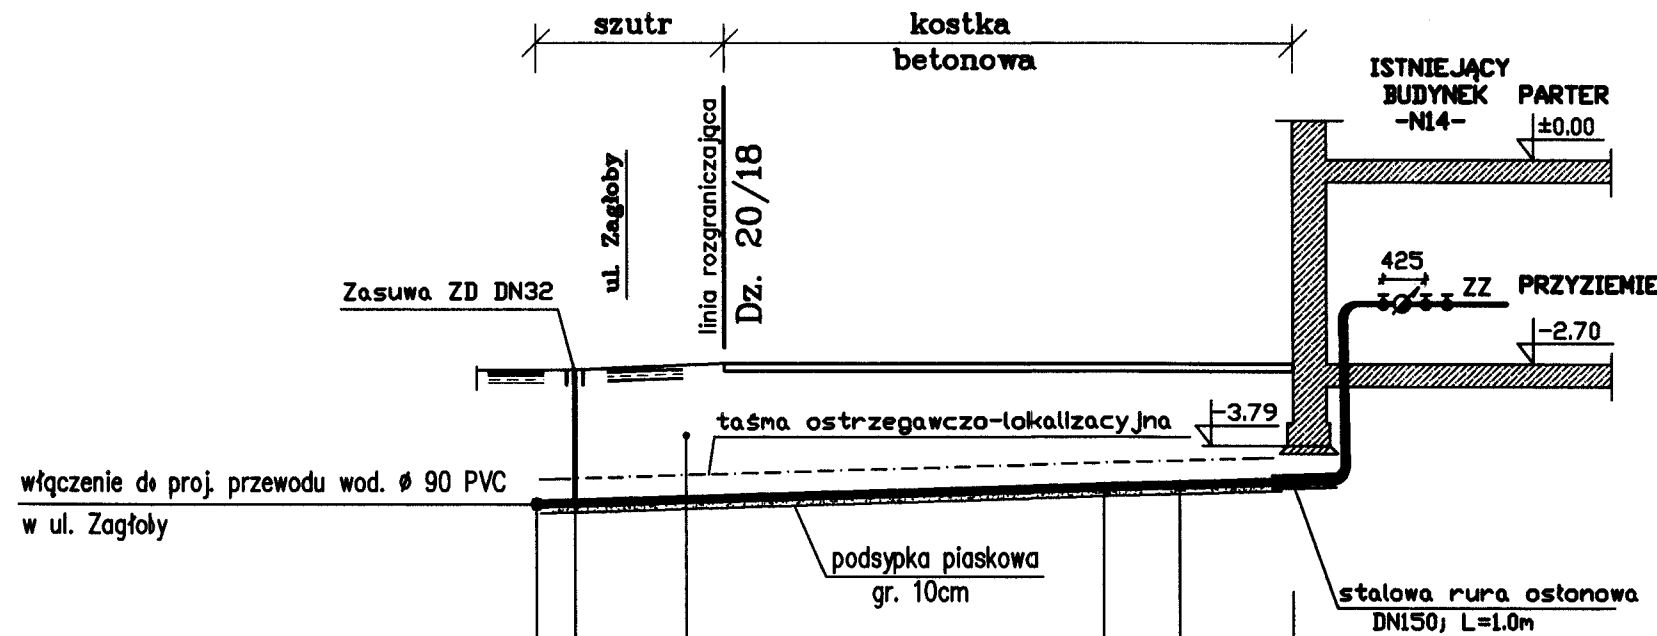 szutr
kostka
betonowa
ISTNIEJĄCY
BUDYNEK
-N14-
PARTER
±0.00
ul. Zagłoby
linia rozgraniczająca
Dz. 20/18
Zasuwa ZD DN32
425
ZZ
PRZYZIEMIE
-2.70
taśma ostrzegawczo-lokalizacyjna
-3.79
włączenie do proj. przewodu wod. Ø 90 PVC
w ul. Zagłoby
podsypka piaskowa
gr. 10cm
stalowa rura osłonowa
DN150; L=1.0m